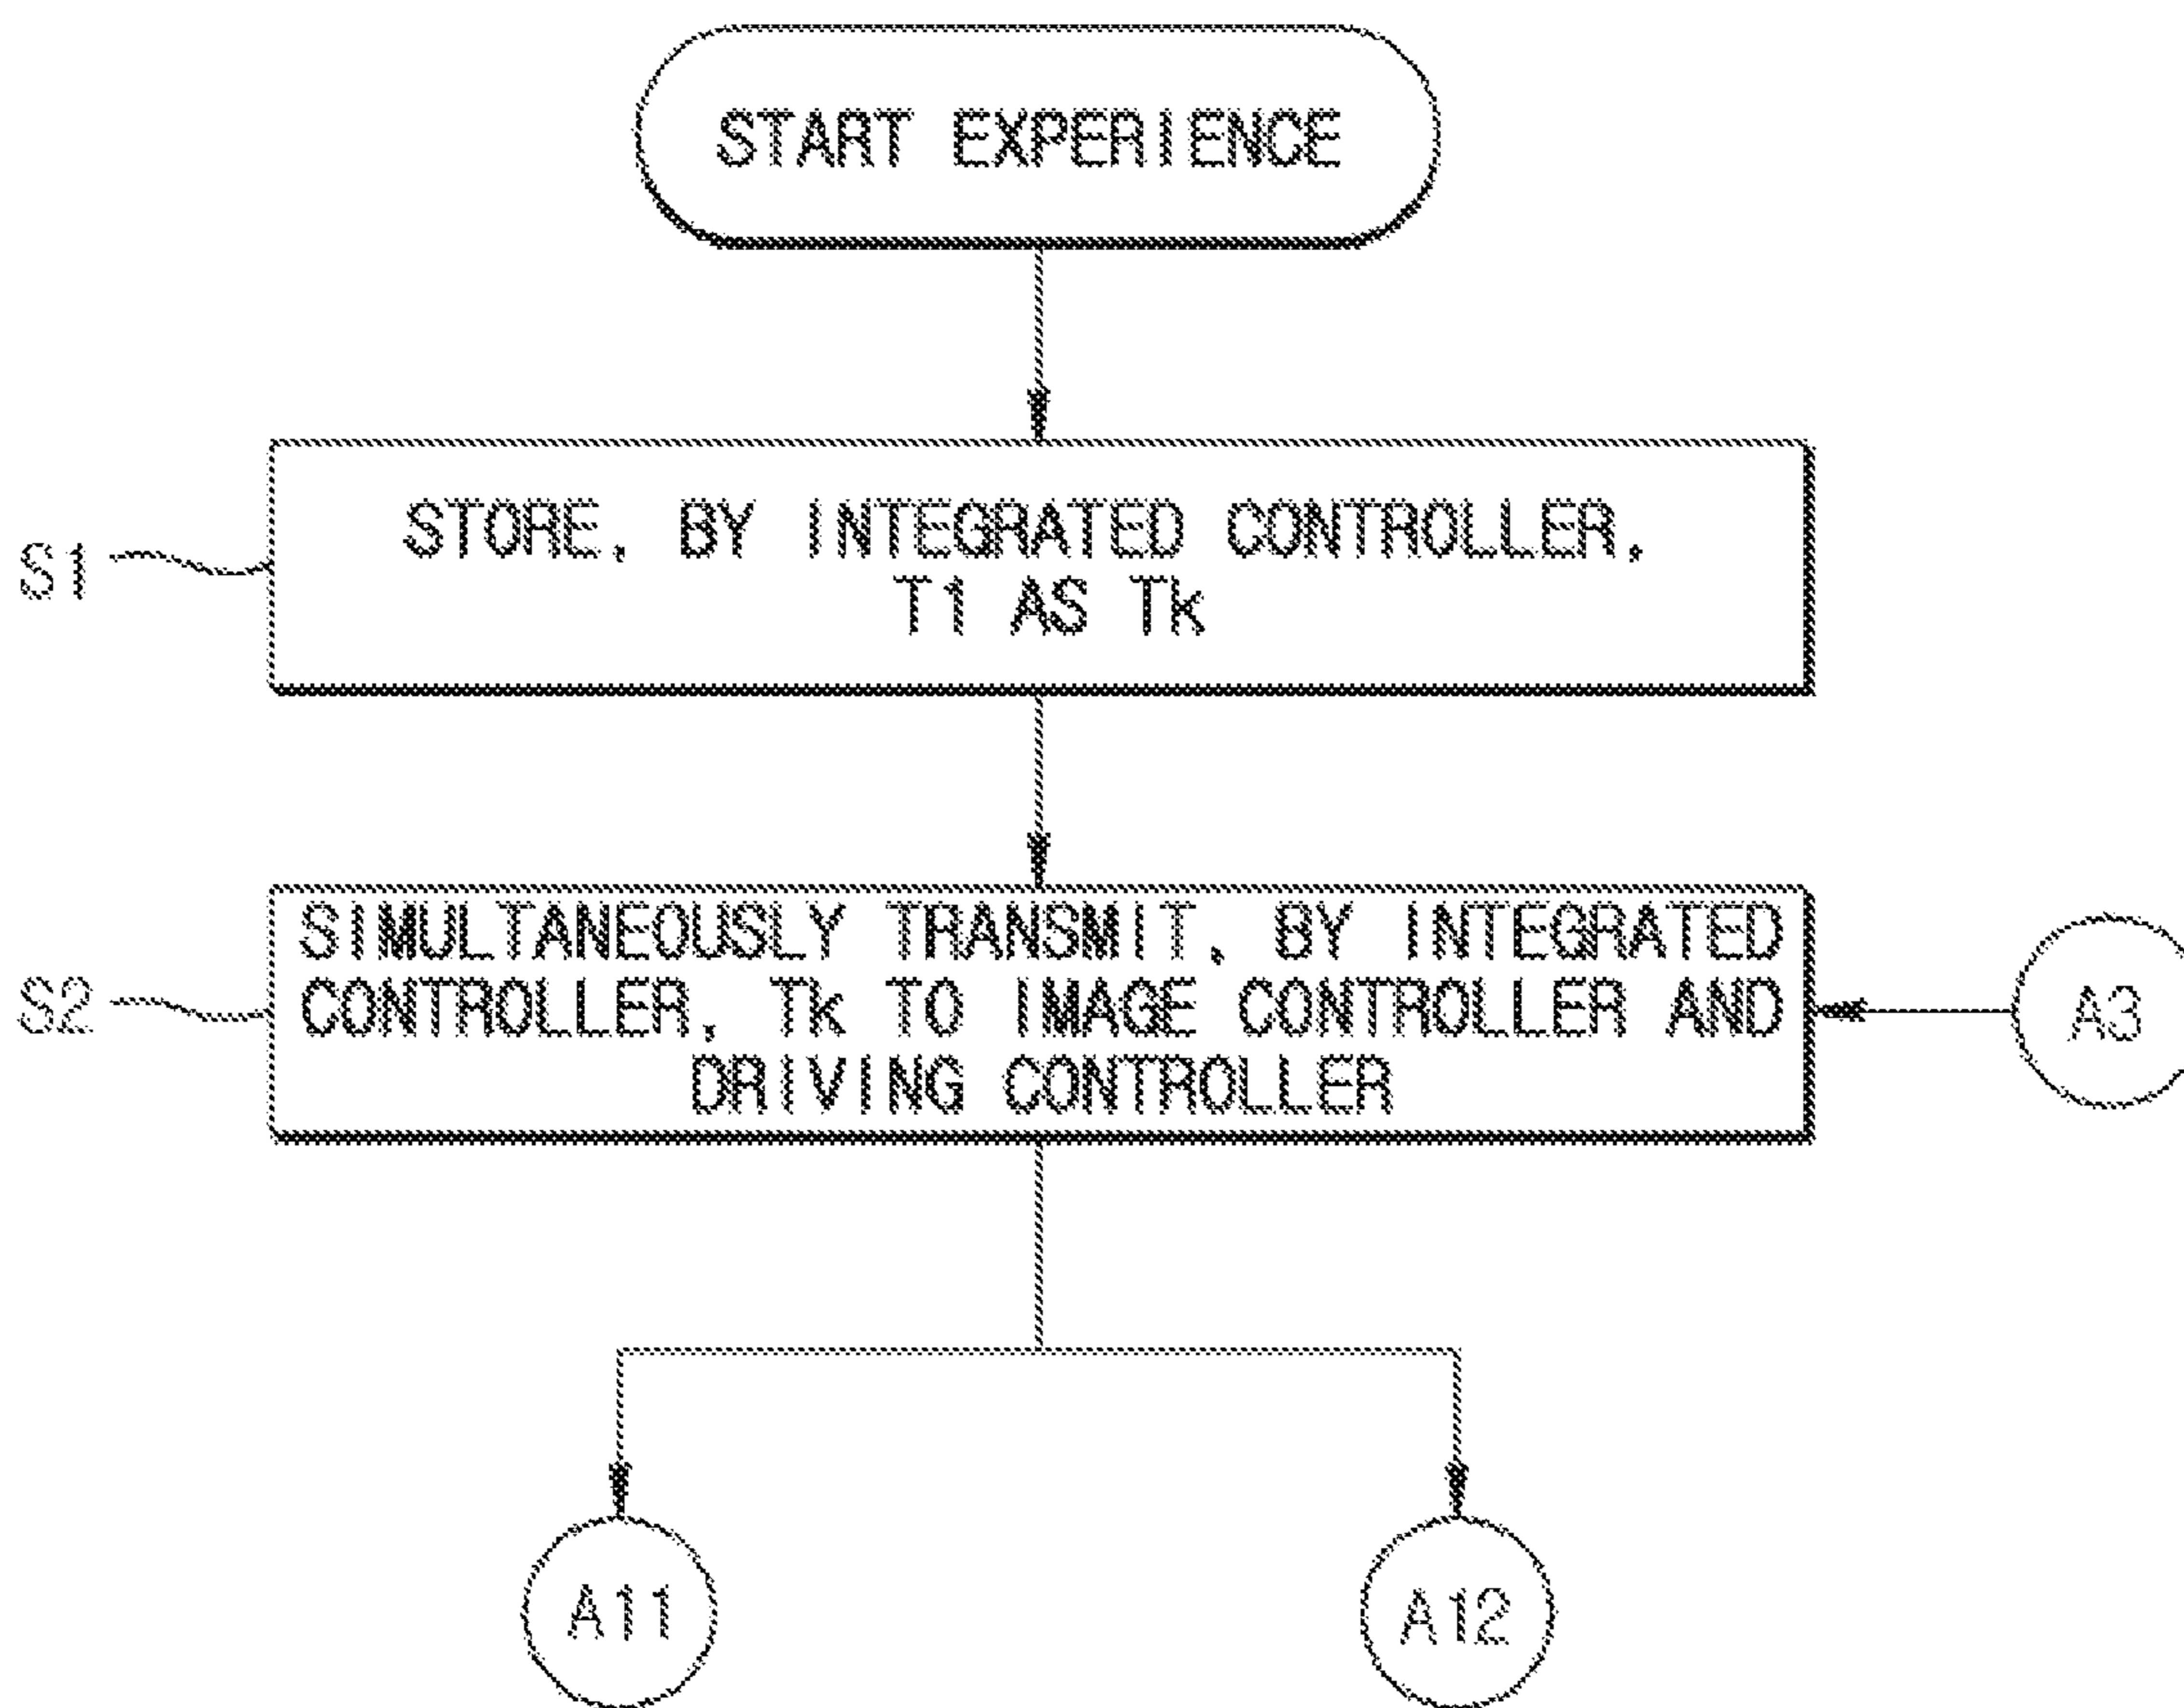 START EXPERIENCE
S1
STORE, BY INTEGRATED CONTROLLER,
T1 AS Tk
S2
SIMULTANEOUSLY TRANSMIT, BY INTEGRATED
CONTROLLER, Tk TO IMAGE CONTROLLER AND
DRIVING CONTROLLER
A3
A11
A12